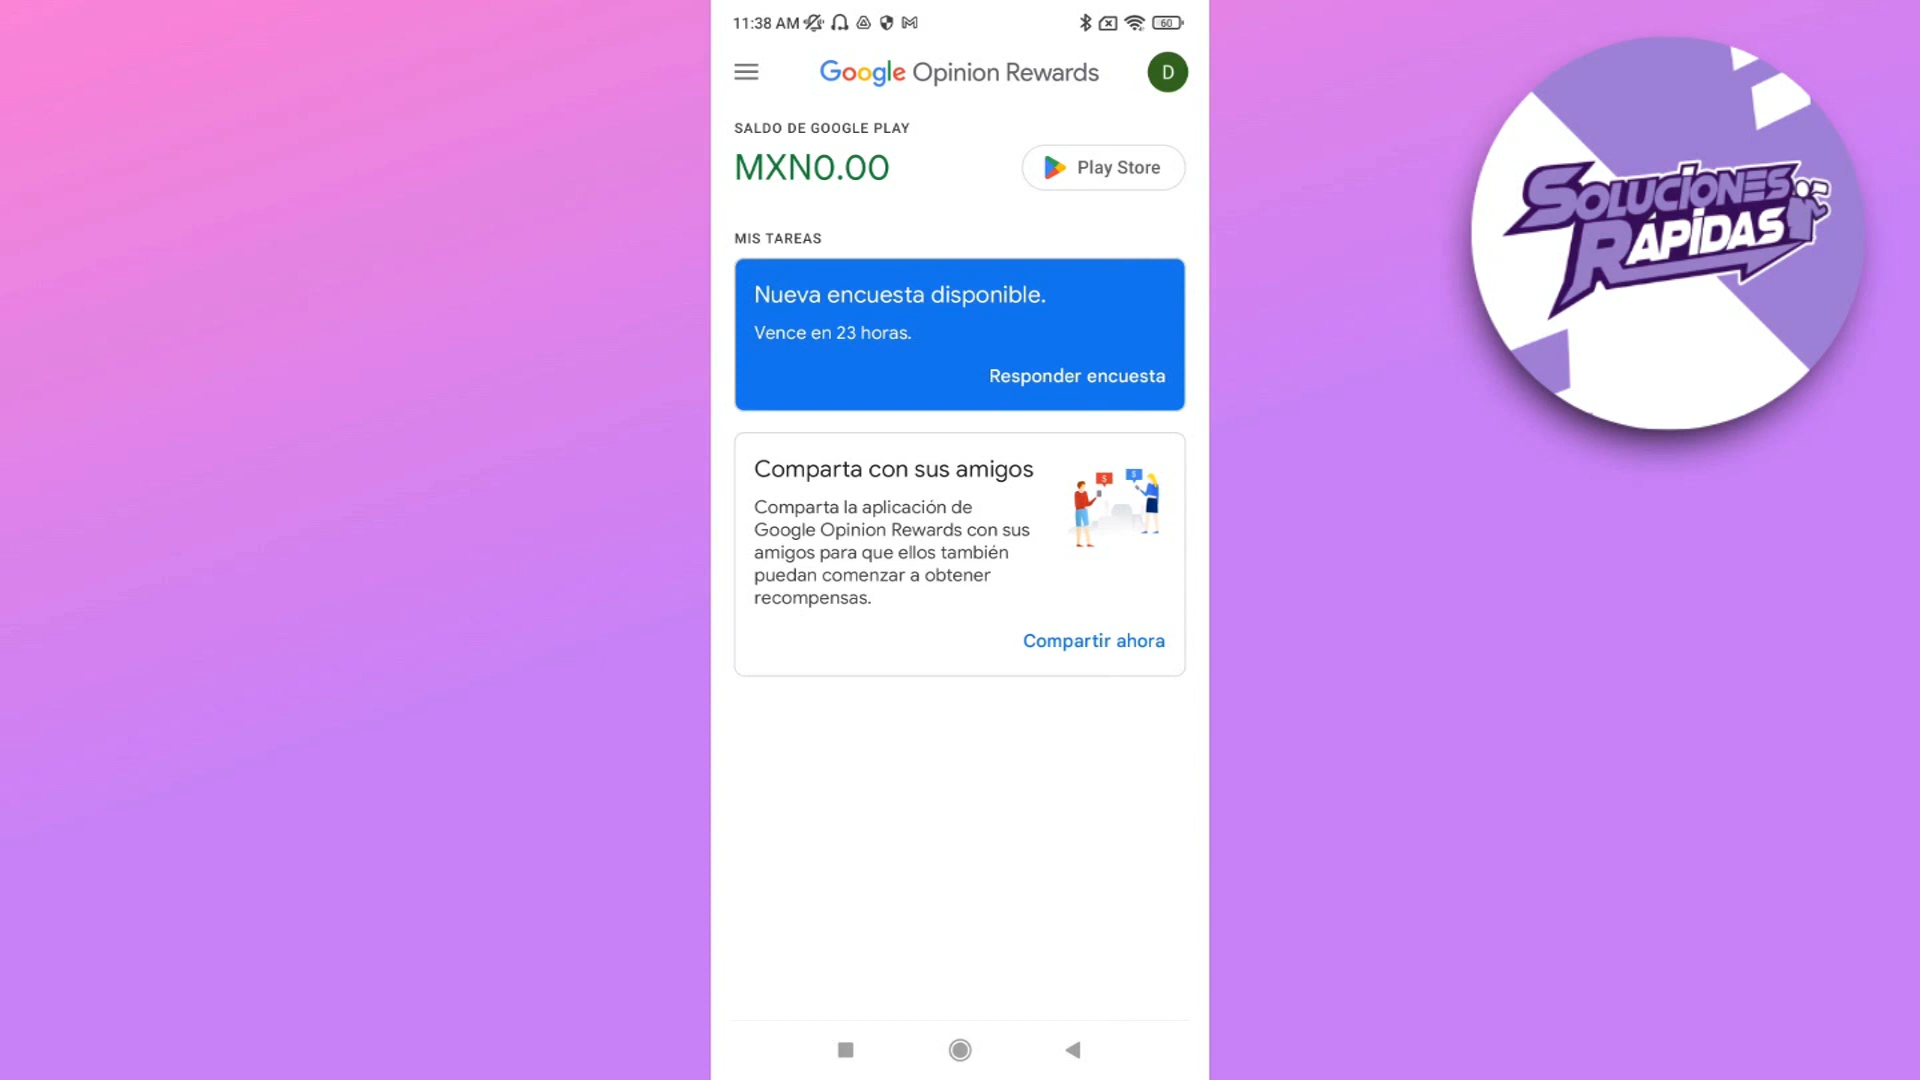 11:38 AM
60
Google Opinion Rewards
D
SALDO DE GOOGLE PLAY
MXN0.00
Play Store
MIS TAREAS
Nueva encuesta disponible.
Vence en 23 horas.
Responder encuesta
Comparta con sus amigos
Comparta la aplicación de
Google Opinion Rewards con sus
amigos para que ellos también
puedan comenzar a obtener
recompensas.
Compartir ahora
SOLUCIONES
RÁPIDAS